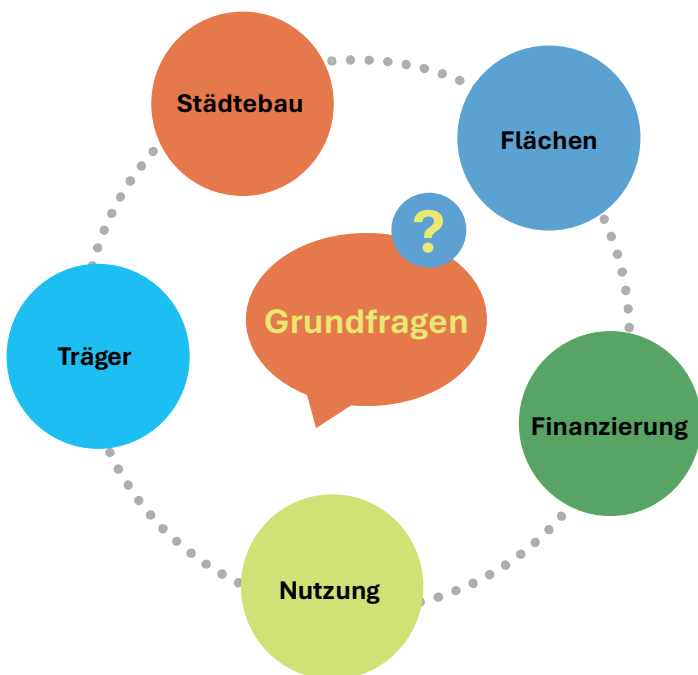 Städtebau
Flächen
?
Grundfragen
Träger
Finanzierung
Nutzung